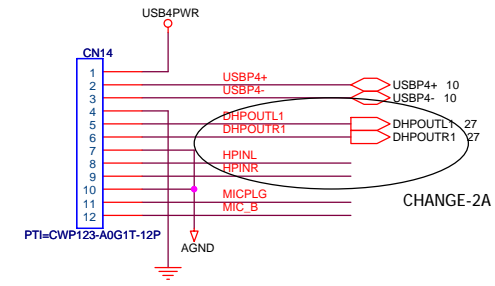 USB4PWR
CN14
1
2 USBP4+ USBP4+ 10
3 USBP4- USBP4- 10
4
5 DHPOUTL1 DHPOUTL1 27
6 DHPOUTR1 DHPOUTR1 27
7
8 HPINL
9 HPINR
10
11 MICPLG
12 MIC_B
CHANGE-2A
PTI=CWP123-A0G1T-12P
AGND